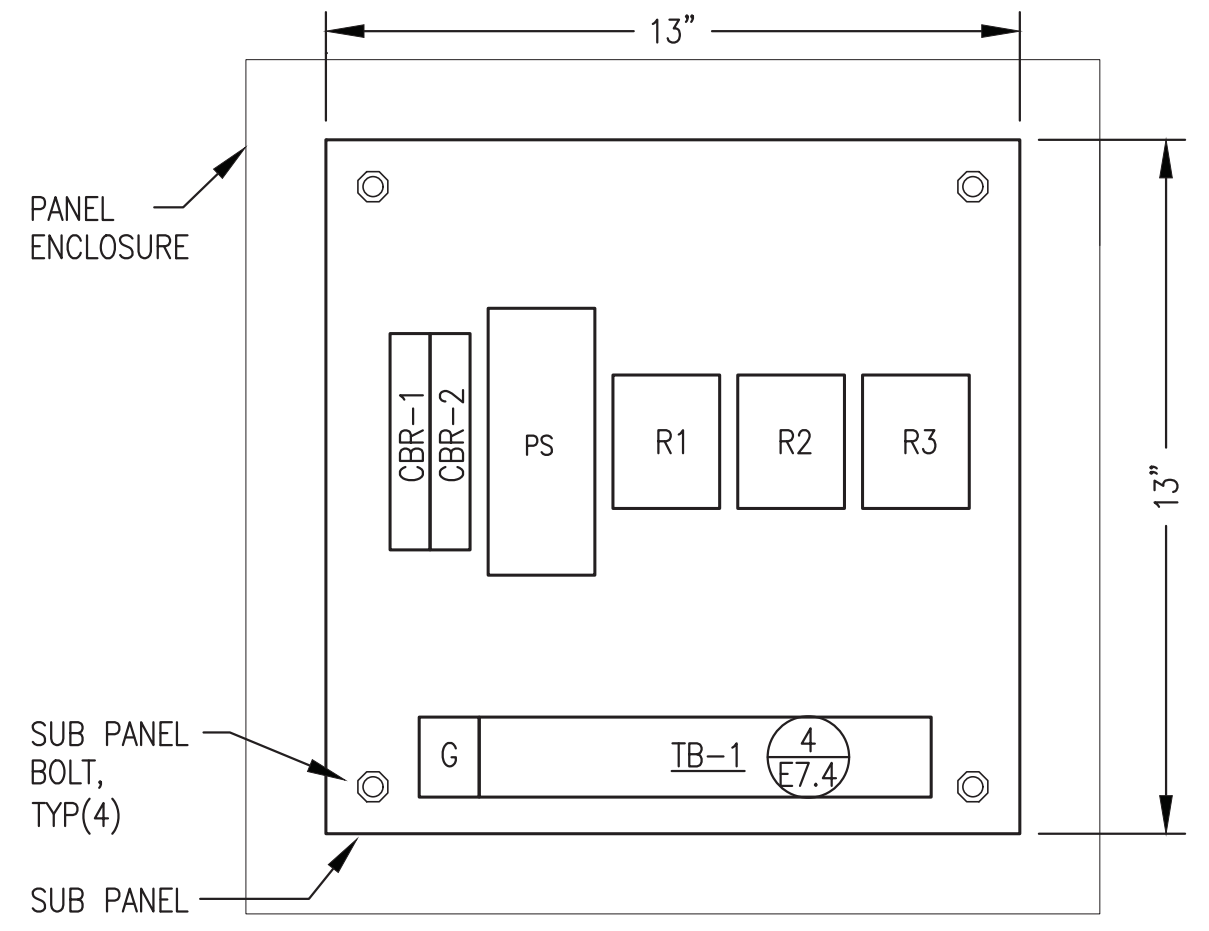 13"
PANEL
ENCLOSURE
CBR-1
CBR-2
PS
R1
R2
R3
13"
SUB PANEL
BOLT,
TYP(4)
G
TB-1
4
E7.4
SUB PANEL